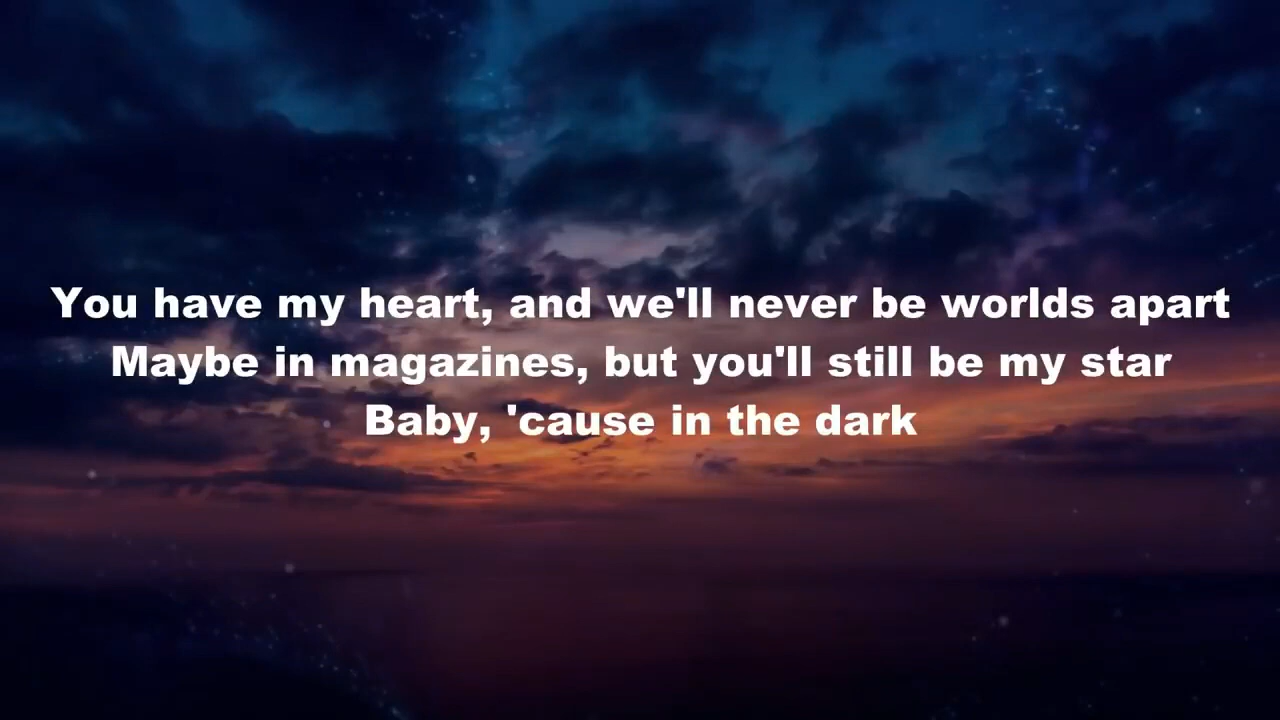 You have my heart, and we'll never be worlds apart
Maybe in magazines, but you'll still be my star
Baby, 'cause in the dark